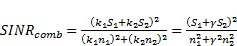 SINR_comb = (k₁S₁+k₂S₂)² / ((k₁n₁)²+(k₂n₂)²) = (S₁+γS₂)² / (n₁²+γ²n₂²)